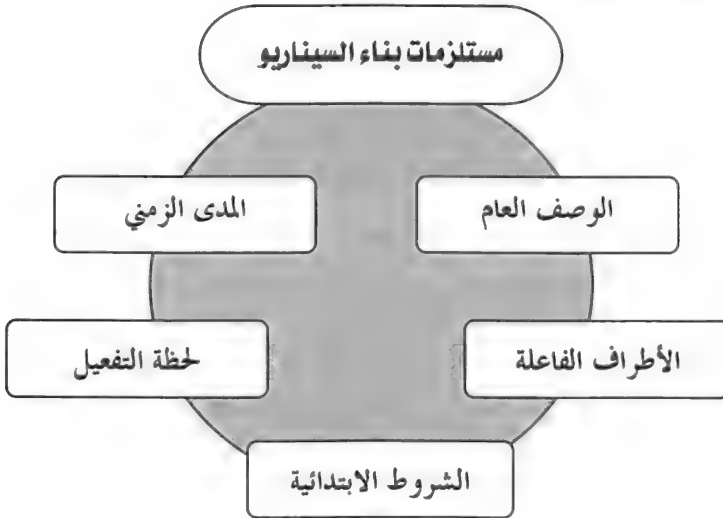 مستلزمات بناء السيناريو
الوصف العام
المدى الزمني
الأطراف الفاعلة
لحظة التفعيل
الشروط الابتدائية